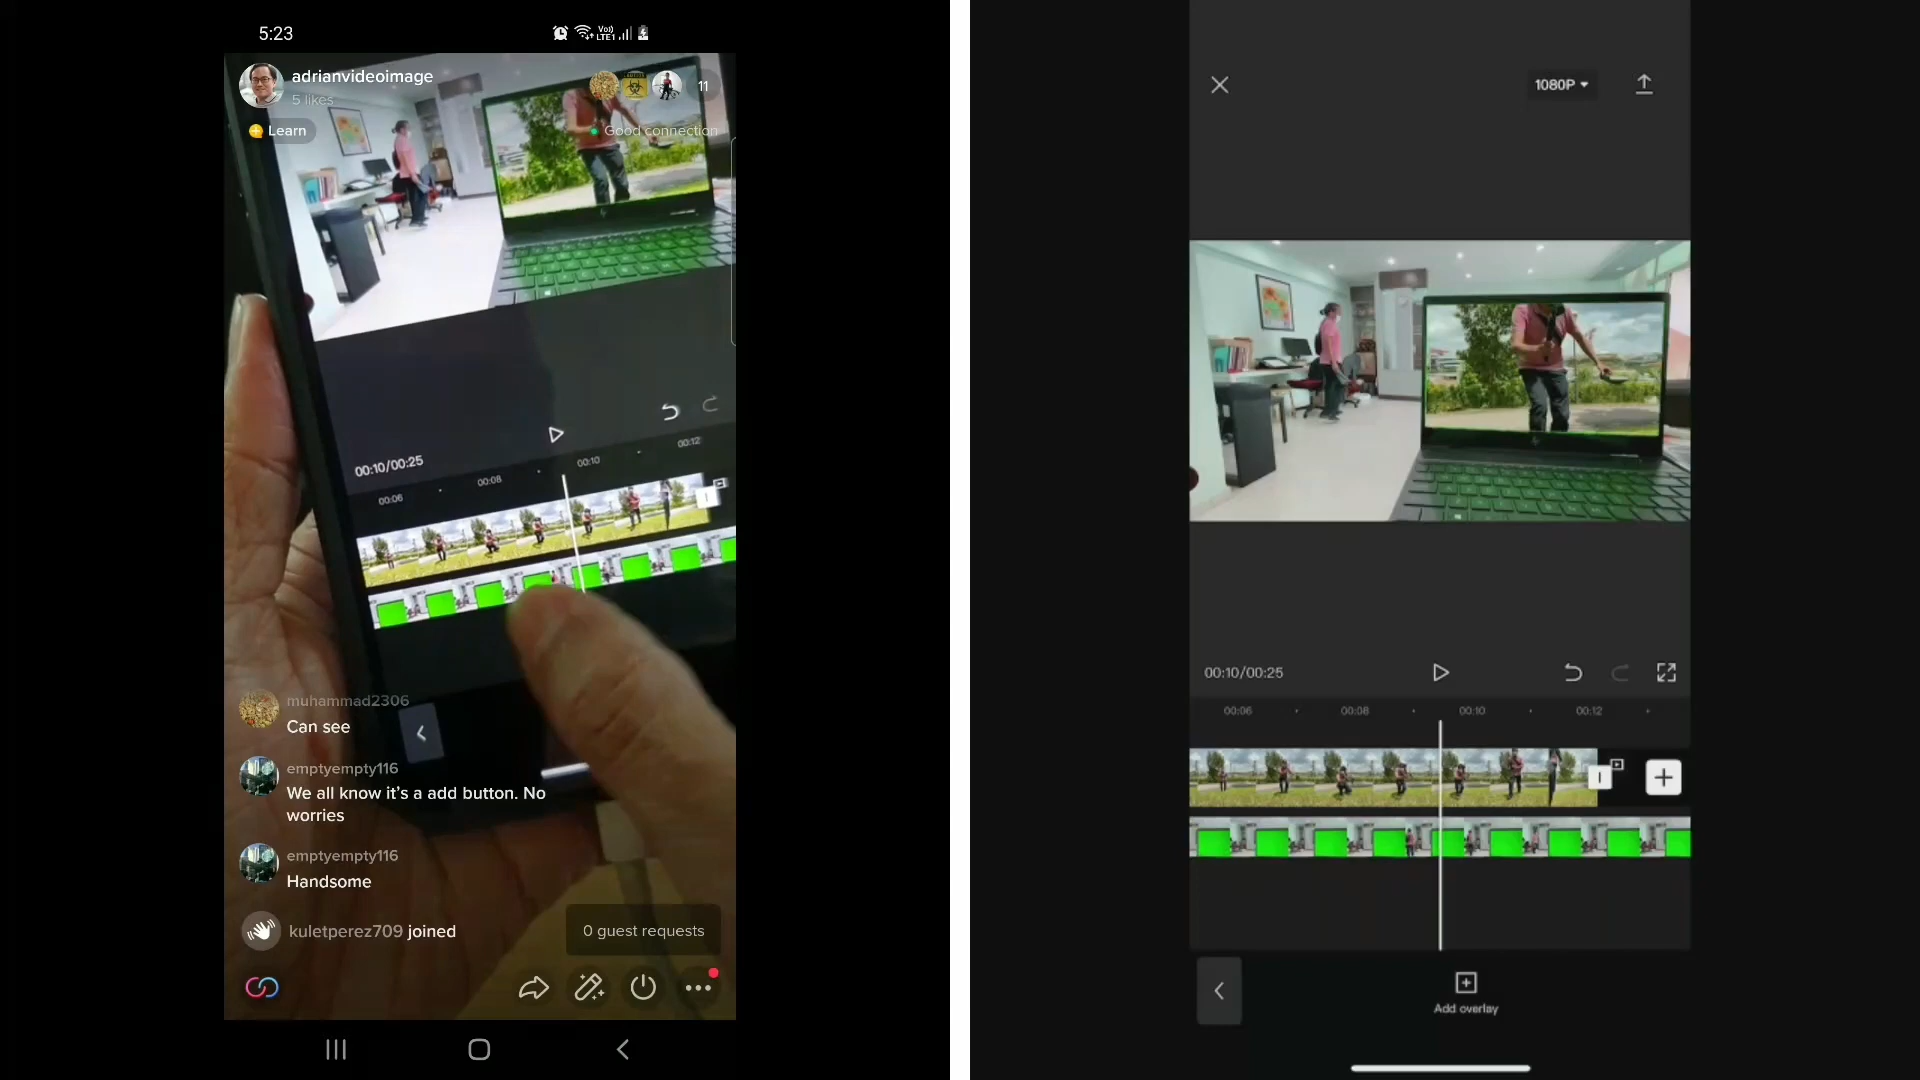 5:23
adrianvideoimage
5 likes
11
Learn
Good connection
00:10/00:25
00:06
00:08
00:10
00:12
muhammad2306
Can see
emptyempty116
We all know it's a add button. No
worries
emptyempty116
Handsome
kuletperez709 joined
0 guest requests
1080P
00:10/00:25
00:06
00:08
00:10
00:12
Add overlay